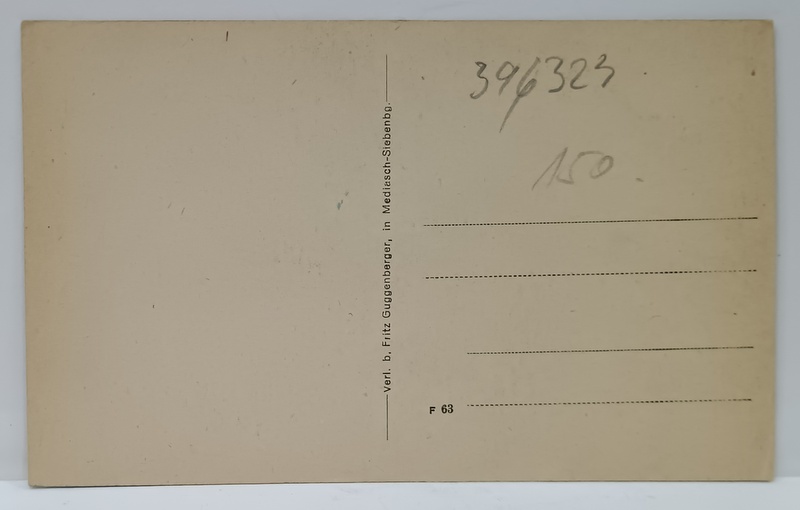 Verl. b. Fritz Guggenberger, in Mediasch-Siebenbg.
396323
150
F 63